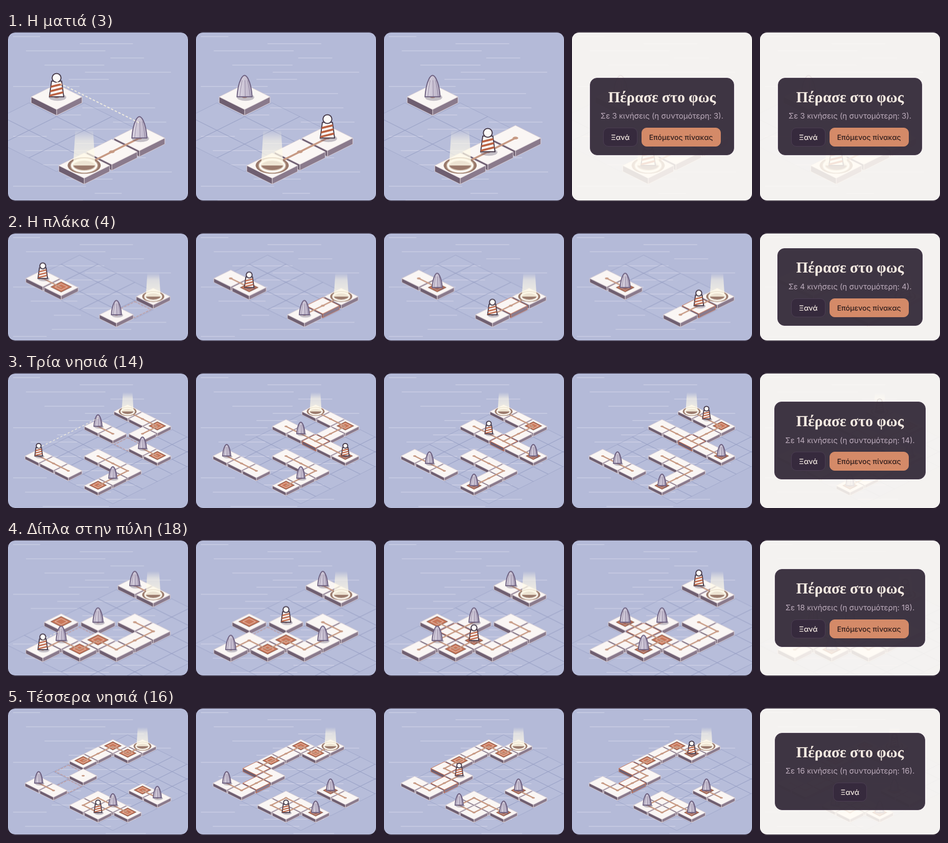 1. Η ματιά (3)
Πέρασε στο φως
Σε 3 κινήσεις (η συντομότερη: 3).
Ξανά
Επόμενος πίνακας
Πέρασε στο φως
Σε 3 κινήσεις (η συντομότερη: 3).
Ξανά
Επόμενος πίνακας
2. Η πλάκα (4)
Πέρασε στο φως
Σε 4 κινήσεις (η συντομότερη: 4).
Ξανά
Επόμενος πίνακας
3. Τρία νησιά (14)
Πέρασε στο φως
Σε 14 κινήσεις (η συντομότερη: 14).
Ξανά
Επόμενος πίνακας
4. Δίπλα στην πύλη (18)
Πέρασε στο φως
Σε 18 κινήσεις (η συντομότερη: 18).
Ξανά
Επόμενος πίνακας
5. Τέσσερα νησιά (16)
Πέρασε στο φως
Σε 16 κινήσεις (η συντομότερη: 16).
Ξανά